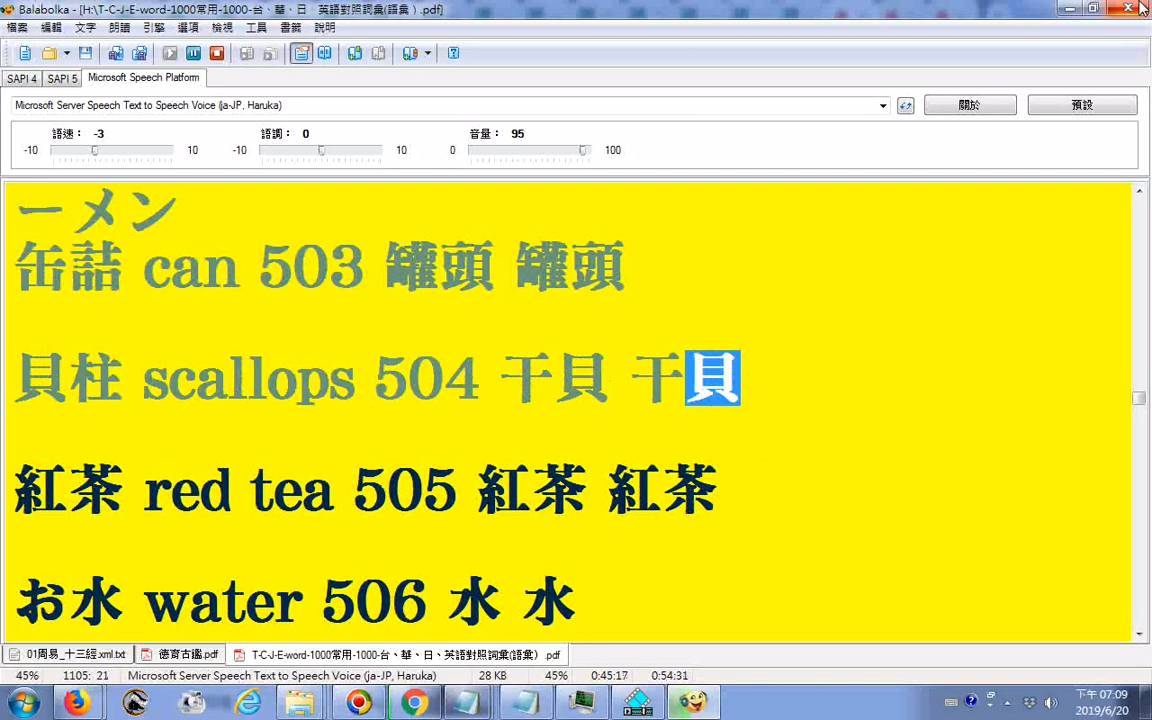 Balabolka - [H:\T-C-J-E-word-1000常用-1000-台、華、日、英語對照詞彙(語彙）.pdf]
檔案 編輯 文字 朗讀 引擎 選項 檢視 工具 書籤 說明
SAPI 4 SAPI 5 Microsoft Speech Platform
Microsoft Server Speech Text to Speech Voice (ja-JP, Haruka) 關於 預設
語速： -3 語調： 0 音量： 95
-10 10 -10 10 0 100
ーメン
缶詰 can 503 罐頭 罐頭
貝柱 scallops 504 干貝 干貝
紅茶 red tea 505 紅茶 紅茶
お水 water 506 水 水
01周易_十三經.xml.txt 德育古鑑.pdf T-C-J-E-word-1000常用-1000-台、華、日、英語對照詞彙(語彙）.pdf
45% 1105: 21 Microsoft Server Speech Text to Speech Voice (ja-JP, Haruka) 28 KB 45% 0:45:17 0:54:31
下午 07:09
2019/6/20